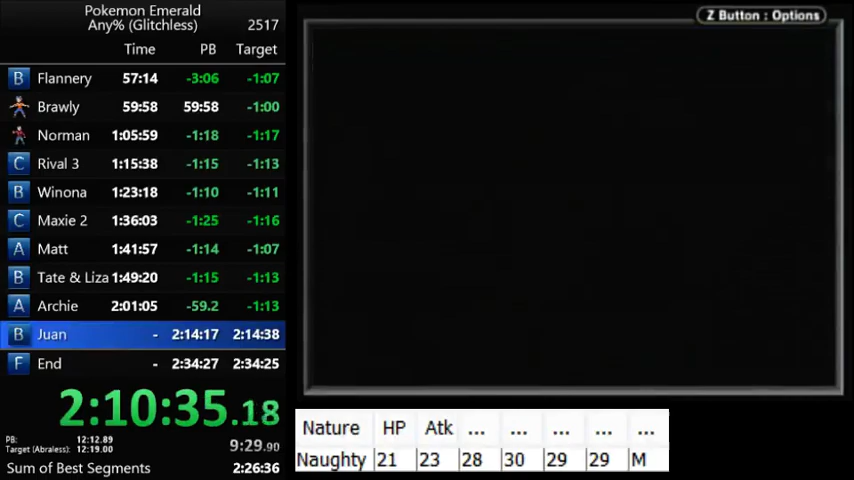 Pokemon Emerald
Any% (Glitchless) 2517
Time PB Target
B Flannery 57:14 -3:06 -1:07
Brawly 59:58 59:58 -1:00
Norman 1:05:59 -1:18 -1:17
C Rival 3 1:15:38 -1:15 -1:13
B Winona 1:23:18 -1:10 -1:11
C Maxie 2 1:36:03 -1:25 -1:16
A Matt 1:41:57 -1:14 -1:07
B Tate & Liza 1:49:20 -1:15 -1:13
A Archie 2:01:05 -59.2 -1:13
B Juan - 2:14:17 2:14:38
F End - 2:34:27 2:34:25
2:10:35.18
PB: 12:12.89
Target (Abraless): 12:19.00
9:29.90
Sum of Best Segments 2:26:36
Z Button : Options
Nature HP Atk ... ... ... ... ...
Naughty 21 23 28 30 29 29 M